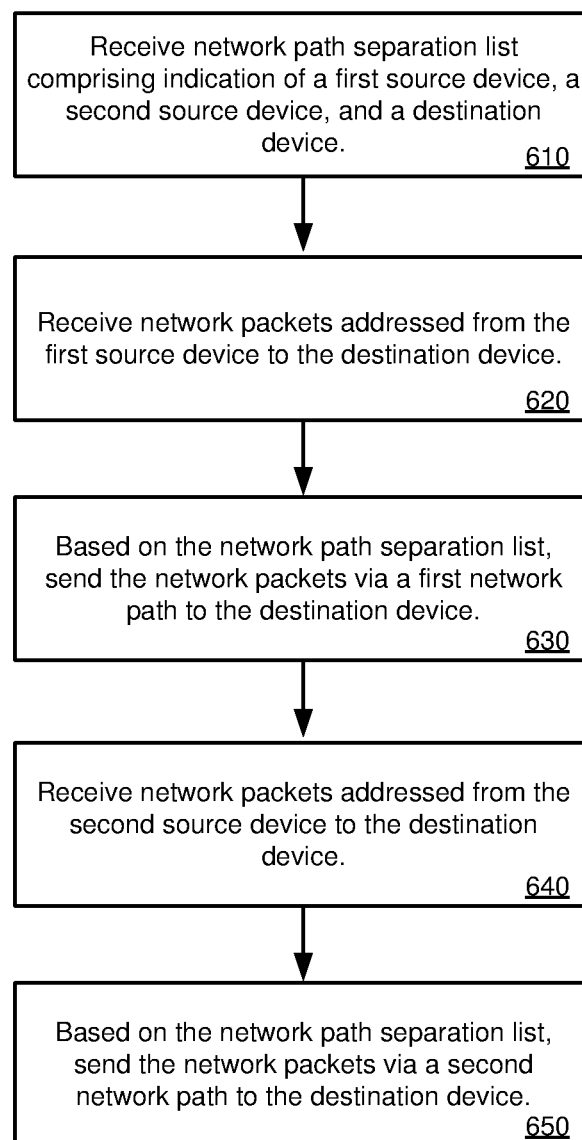 Receive network path separation list
comprising indication of a first source device, a
second source device, and a destination
device.
610
Receive network packets addressed from the
first source device to the destination device.
620
Based on the network path separation list,
send the network packets via a first network
path to the destination device.
630
Receive network packets addressed from the
second source device to the destination
device.
640
Based on the network path separation list,
send the network packets via a second
network path to the destination device.
650